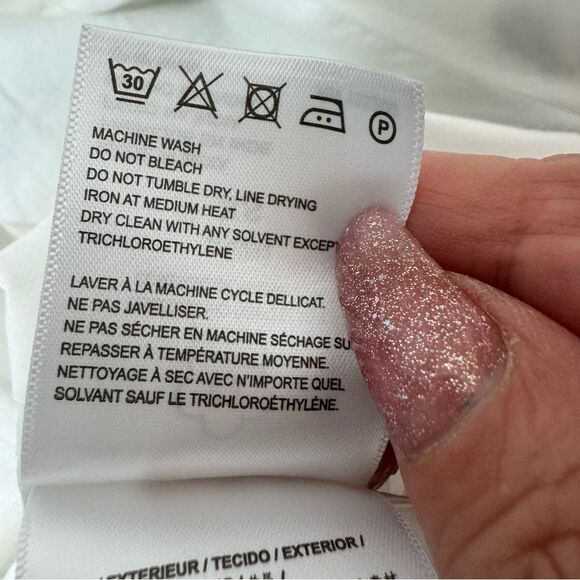 30
P
MACHINE WASH
DO NOT BLEACH
DO NOT TUMBLE DRY, LINE DRYING
IRON AT MEDIUM HEAT
DRY CLEAN WITH ANY SOLVENT EXCEPT
TRICHLOROETHYLENE
LAVER À LA MACHINE CYCLE DELLICAT.
NE PAS JAVELLISER.
NE PAS SÉCHER EN MACHINE SÉCHAGE SU
REPASSER À TEMPÉRATURE MOYENNE.
NETTOYAGE À SEC AVEC N'IMPORTE QUEL
SOLVANT SAUF LE TRICHLOROÉTHYLÉNE.
EXTERIEUR / TECIDO / EXTERIOR /